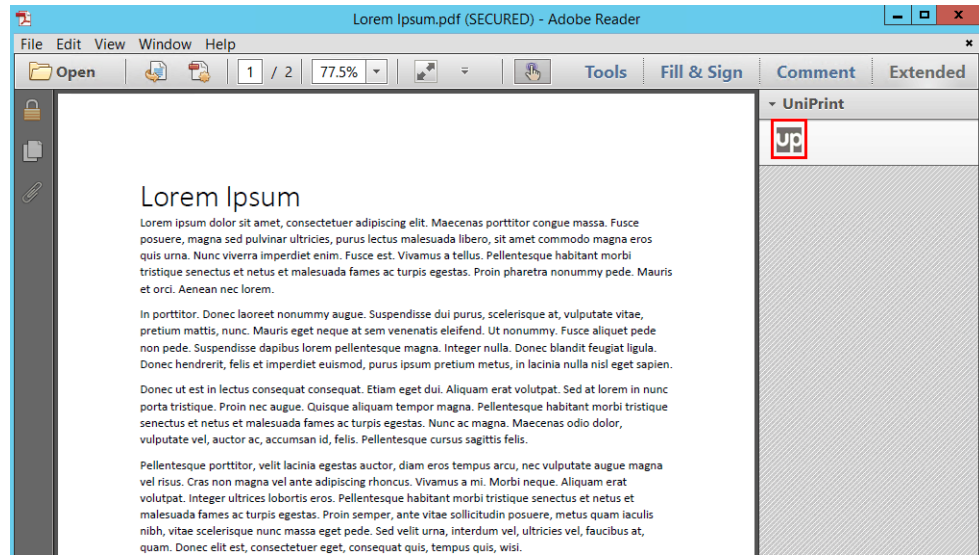 Lorem Ipsum.pdf (SECURED) - Adobe Reader
File Edit View Window Help
Open 1 / 2 77.5% Tools Fill & Sign Comment Extended
UniPrint
up
Lorem Ipsum
Lorem ipsum dolor sit amet, consectetuer adipiscing elit. Maecenas porttitor congue massa. Fusce
posuere, magna sed pulvinar ultricies, purus lectus malesuada libero, sit amet commodo magna eros
quis urna. Nunc viverra imperdiet enim. Fusce est. Vivamus a tellus. Pellentesque habitant morbi
tristique senectus et netus et malesuada fames ac turpis egestas. Proin pharetra nonummy pede. Mauris
et orci. Aenean nec lorem.
In porttitor. Donec laoreet nonummy augue. Suspendisse dui purus, scelerisque at, vulputate vitae,
pretium mattis, nunc. Mauris eget neque at sem venenatis eleifend. Ut nonummy. Fusce aliquet pede
non pede. Suspendisse dapibus lorem pellentesque magna. Integer nulla. Donec blandit feugiat ligula.
Donec hendrerit, felis et imperdiet euismod, purus ipsum pretium metus, in lacinia nulla nisl eget sapien.
Donec ut est in lectus consequat consequat. Etiam eget dui. Aliquam erat volutpat. Sed at lorem in nunc
porta tristique. Proin nec augue. Quisque aliquam tempor magna. Pellentesque habitant morbi tristique
senectus et netus et malesuada fames ac turpis egestas. Nunc ac magna. Maecenas odio dolor,
vulputate vel, auctor ac, accumsan id, felis. Pellentesque cursus sagittis felis.
Pellentesque porttitor, velit lacinia egestas auctor, diam eros tempus arcu, nec vulputate augue magna
vel risus. Cras non magna vel ante adipiscing rhoncus. Vivamus a mi. Morbi neque. Aliquam erat
volutpat. Integer ultrices lobortis eros. Pellentesque habitant morbi tristique senectus et netus et
malesuada fames ac turpis egestas. Proin semper, ante vitae sollicitudin posuere, metus quam iaculis
nibh, vitae scelerisque nunc massa eget pede. Sed velit urna, interdum vel, ultricies vel, faucibus at,
quam. Donec elit est, consectetuer eget, consequat quis, tempus quis, wisi.